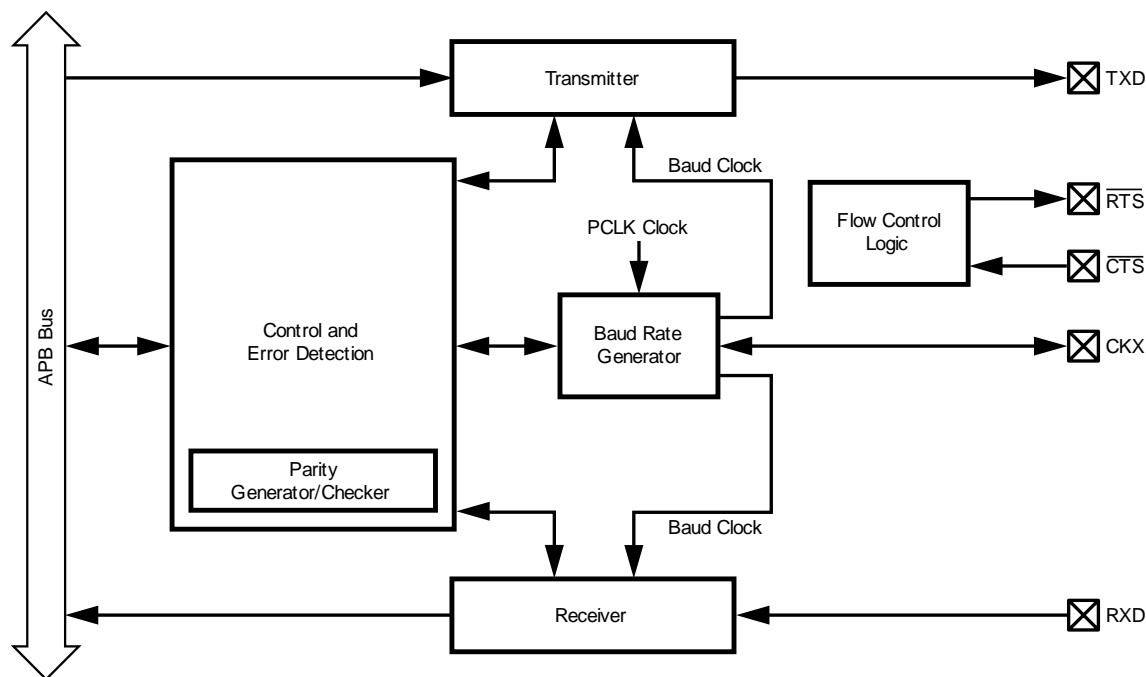 Transmitter
TXD
Baud Clock
RTS
PCLK Clock
Flow Control
Logic
CTS
APB Bus
Control and
Error Detection
Baud Rate
Generator
CKX
Parity
Generator/Checker
Baud Clock
Receiver
RXD